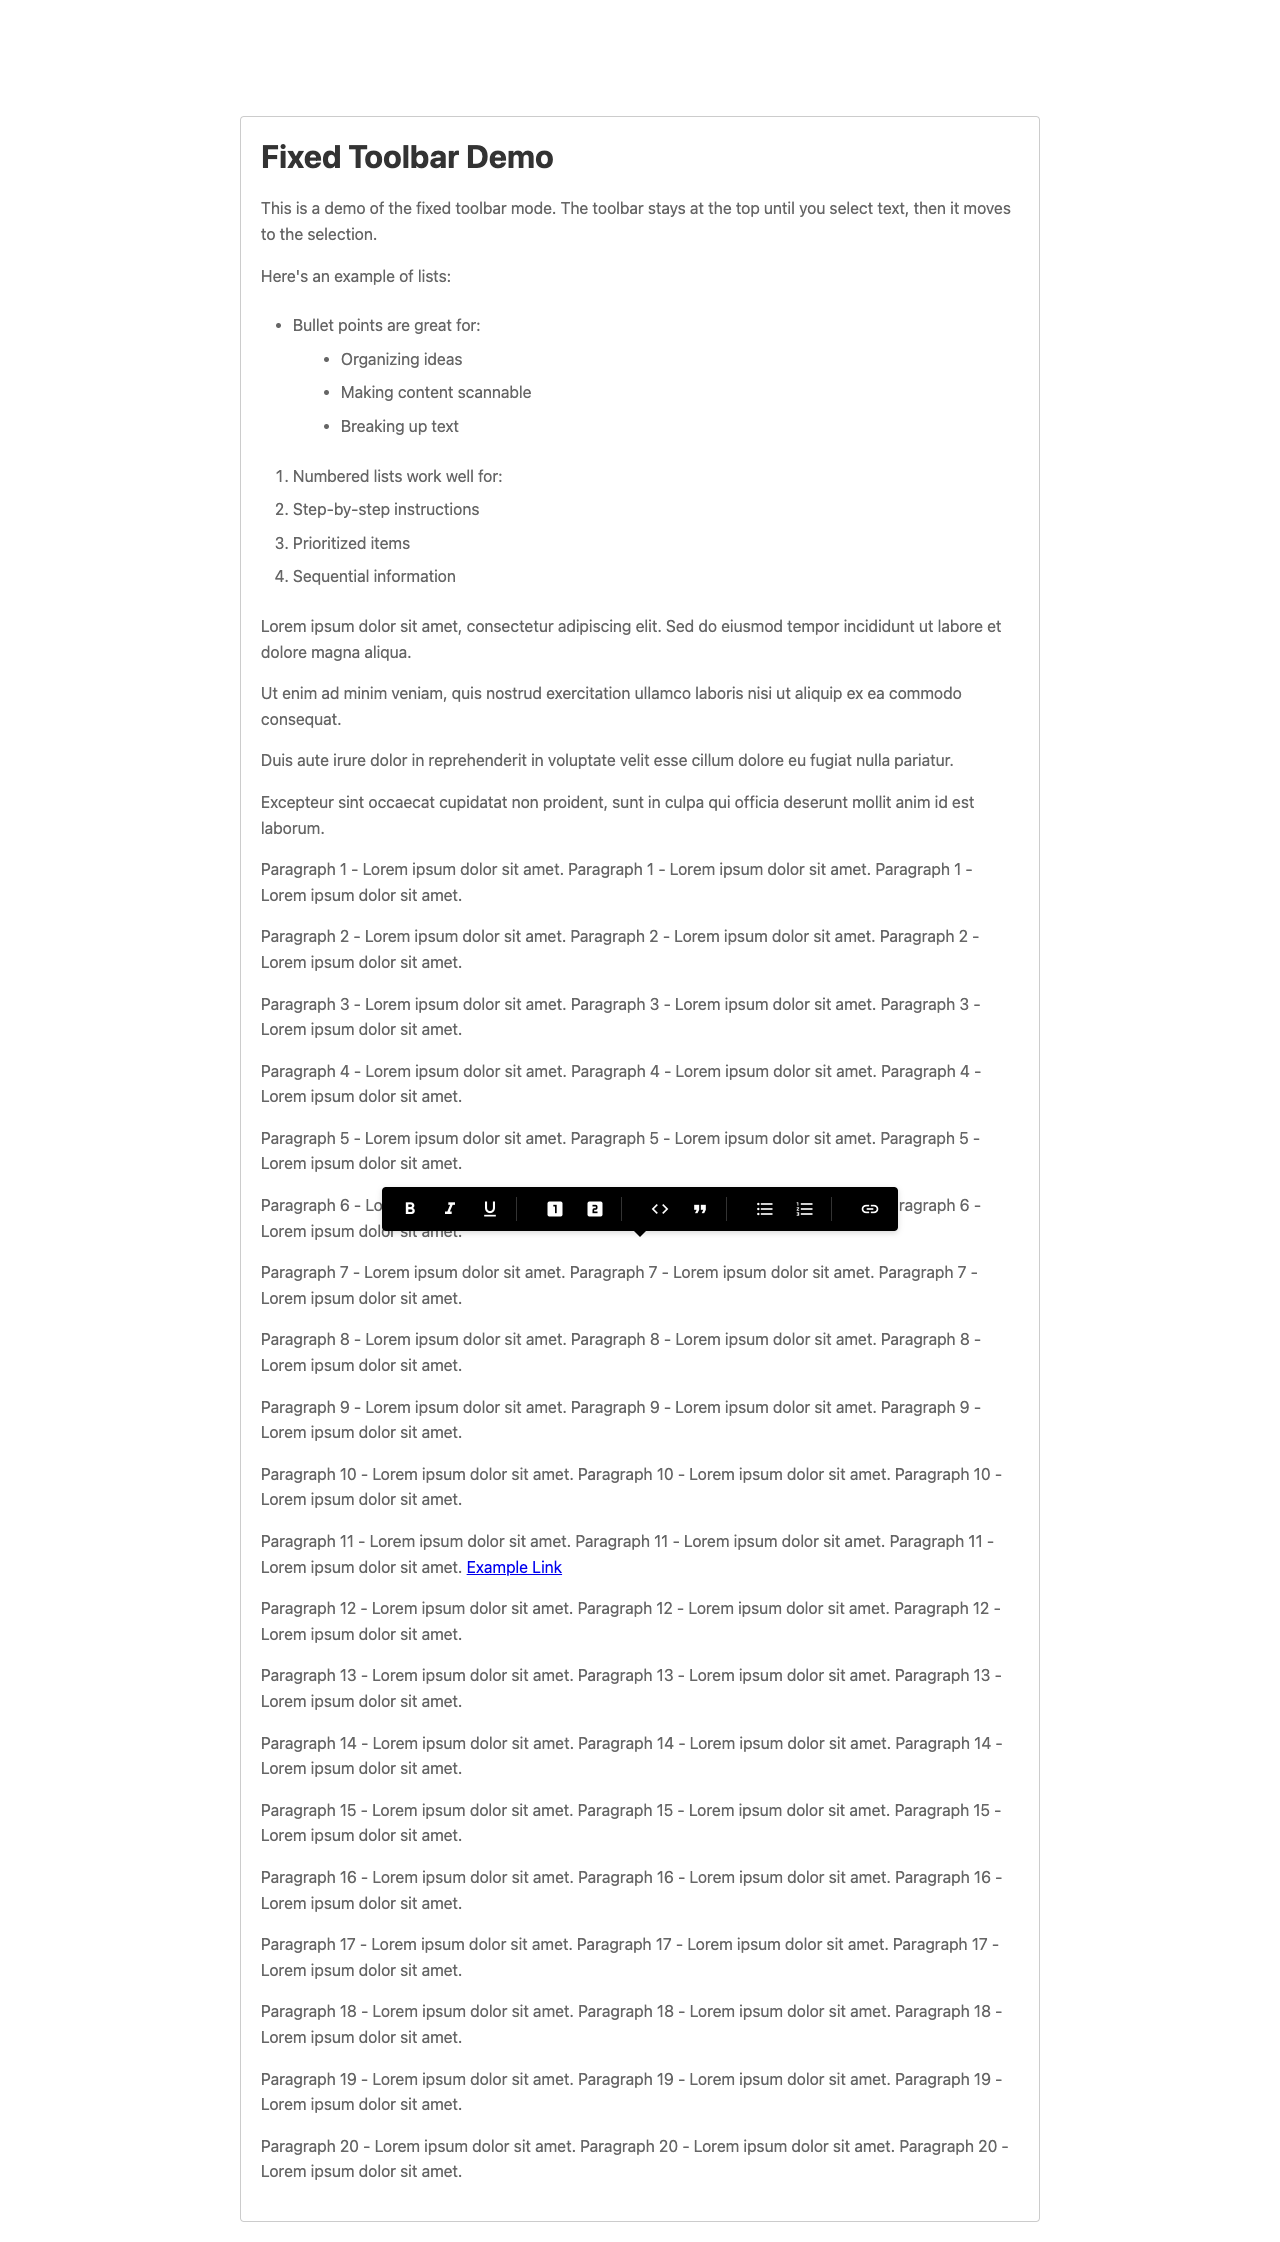 Fixed Toolbar Demo
This is a demo of the fixed toolbar mode. The toolbar stays at the top until you select text, then it moves
to the selection.
Here's an example of lists:
• Bullet points are great for:
• Organizing ideas
• Making content scannable
• Breaking up text
1. Numbered lists work well for:
2. Step-by-step instructions
3. Prioritized items
4. Sequential information
Lorem ipsum dolor sit amet, consectetur adipiscing elit. Sed do eiusmod tempor incididunt ut labore et
dolore magna aliqua.
Ut enim ad minim veniam, quis nostrud exercitation ullamco laboris nisi ut aliquip ex ea commodo
consequat.
Duis aute irure dolor in reprehenderit in voluptate velit esse cillum dolore eu fugiat nulla pariatur.
Excepteur sint occaecat cupidatat non proident, sunt in culpa qui officia deserunt mollit anim id est
laborum.
Paragraph 1 - Lorem ipsum dolor sit amet. Paragraph 1 - Lorem ipsum dolor sit amet. Paragraph 1 -
Lorem ipsum dolor sit amet.
Paragraph 2 - Lorem ipsum dolor sit amet. Paragraph 2 - Lorem ipsum dolor sit amet. Paragraph 2 -
Lorem ipsum dolor sit amet.
Paragraph 3 - Lorem ipsum dolor sit amet. Paragraph 3 - Lorem ipsum dolor sit amet. Paragraph 3 -
Lorem ipsum dolor sit amet.
Paragraph 4 - Lorem ipsum dolor sit amet. Paragraph 4 - Lorem ipsum dolor sit amet. Paragraph 4 -
Lorem ipsum dolor sit amet.
Paragraph 5 - Lorem ipsum dolor sit amet. Paragraph 5 - Lorem ipsum dolor sit amet. Paragraph 5 -
Lorem ipsum dolor sit amet.
Paragraph 6 - Lo B I U 1 2 ragraph 6 -
Lorem ipsum dolor sit amet.
Paragraph 7 - Lorem ipsum dolor sit amet. Paragraph 7 - Lorem ipsum dolor sit amet. Paragraph 7 -
Lorem ipsum dolor sit amet.
Paragraph 8 - Lorem ipsum dolor sit amet. Paragraph 8 - Lorem ipsum dolor sit amet. Paragraph 8 -
Lorem ipsum dolor sit amet.
Paragraph 9 - Lorem ipsum dolor sit amet. Paragraph 9 - Lorem ipsum dolor sit amet. Paragraph 9 -
Lorem ipsum dolor sit amet.
Paragraph 10 - Lorem ipsum dolor sit amet. Paragraph 10 - Lorem ipsum dolor sit amet. Paragraph 10 -
Lorem ipsum dolor sit amet.
Paragraph 11 - Lorem ipsum dolor sit amet. Paragraph 11 - Lorem ipsum dolor sit amet. Paragraph 11 -
Lorem ipsum dolor sit amet. Example Link
Paragraph 12 - Lorem ipsum dolor sit amet. Paragraph 12 - Lorem ipsum dolor sit amet. Paragraph 12 -
Lorem ipsum dolor sit amet.
Paragraph 13 - Lorem ipsum dolor sit amet. Paragraph 13 - Lorem ipsum dolor sit amet. Paragraph 13 -
Lorem ipsum dolor sit amet.
Paragraph 14 - Lorem ipsum dolor sit amet. Paragraph 14 - Lorem ipsum dolor sit amet. Paragraph 14 -
Lorem ipsum dolor sit amet.
Paragraph 15 - Lorem ipsum dolor sit amet. Paragraph 15 - Lorem ipsum dolor sit amet. Paragraph 15 -
Lorem ipsum dolor sit amet.
Paragraph 16 - Lorem ipsum dolor sit amet. Paragraph 16 - Lorem ipsum dolor sit amet. Paragraph 16 -
Lorem ipsum dolor sit amet.
Paragraph 17 - Lorem ipsum dolor sit amet. Paragraph 17 - Lorem ipsum dolor sit amet. Paragraph 17 -
Lorem ipsum dolor sit amet.
Paragraph 18 - Lorem ipsum dolor sit amet. Paragraph 18 - Lorem ipsum dolor sit amet. Paragraph 18 -
Lorem ipsum dolor sit amet.
Paragraph 19 - Lorem ipsum dolor sit amet. Paragraph 19 - Lorem ipsum dolor sit amet. Paragraph 19 -
Lorem ipsum dolor sit amet.
Paragraph 20 - Lorem ipsum dolor sit amet. Paragraph 20 - Lorem ipsum dolor sit amet. Paragraph 20 -
Lorem ipsum dolor sit amet.